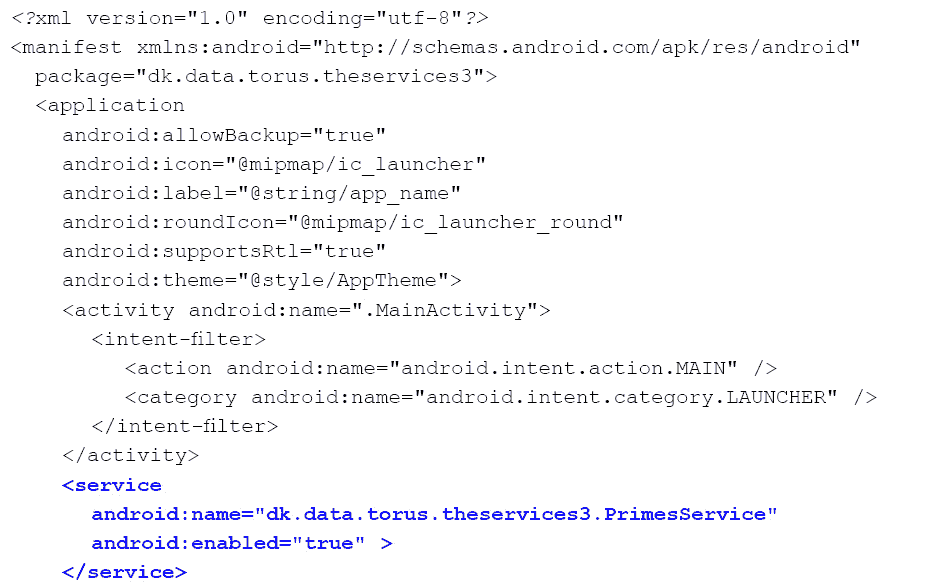 <?xml version="1.0" encoding="utf-8"?>
<manifest xmlns:android="http://schemas.android.com/apk/res/android"
package="dk.data.torus.theservices3">
<application
android:allowBackup="true"
android:icon="@mipmap/ic_launcher"
android:label="@string/app_name"
android:roundIcon="@mipmap/ic_launcher_round"
android:supportsRtl="true"
android:theme="@style/AppTheme">
<activity android:name=".MainActivity">
<intent-filter>
<action android:name="android.intent.action.MAIN" />
<category android:name="android.intent.category.LAUNCHER" />
</intent-filter>
</activity>
<service
android:name="dk.data.torus.theservices3.PrimesService"
android:enabled="true" >
</service>